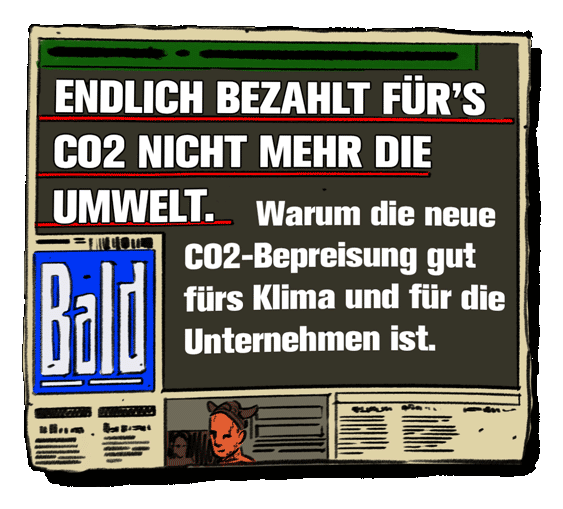 ENDLICH BEZAHLT FÜR'S
CO2 NICHT MEHR DIE
UMWELT.
Warum die neue
CO2-Bepreisung gut
fürs Klima und für die
Unternehmen ist.
Bald